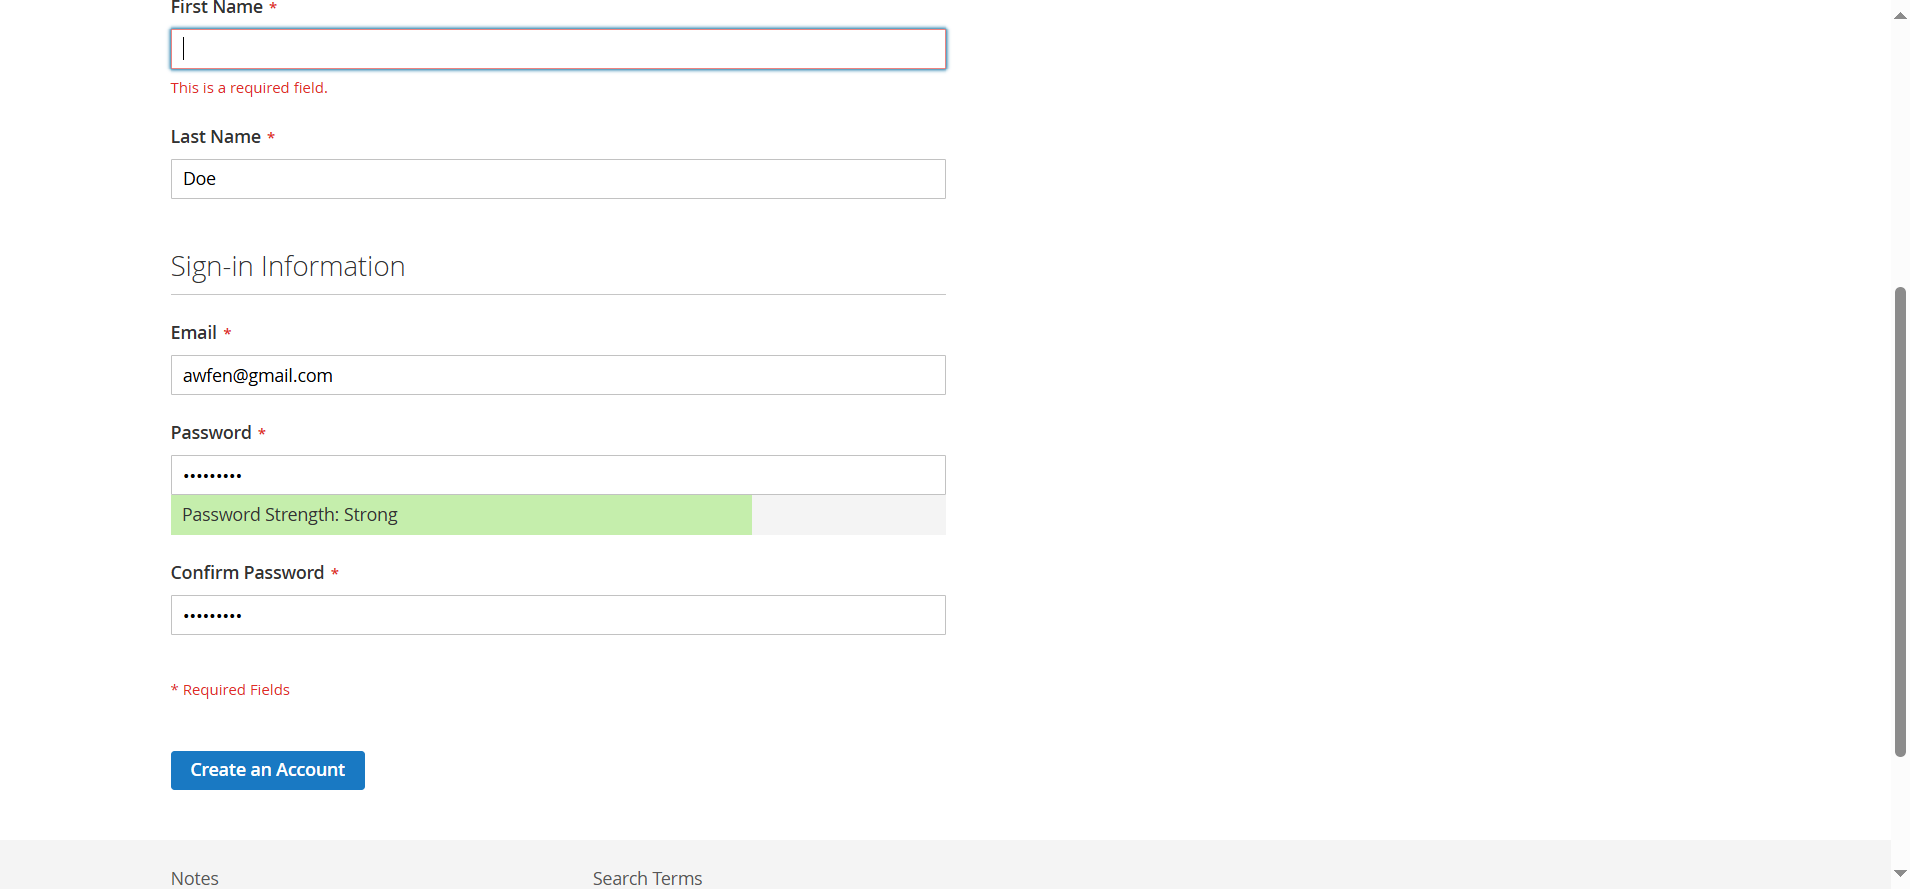 First Name *
This is a required field.
Last Name *
Doe
Sign-in Information
Email *
awfen@gmail.com
Password *
•••••••••
Password Strength: Strong
Confirm Password *
•••••••••
* Required Fields
Create an Account
Notes
Search Terms